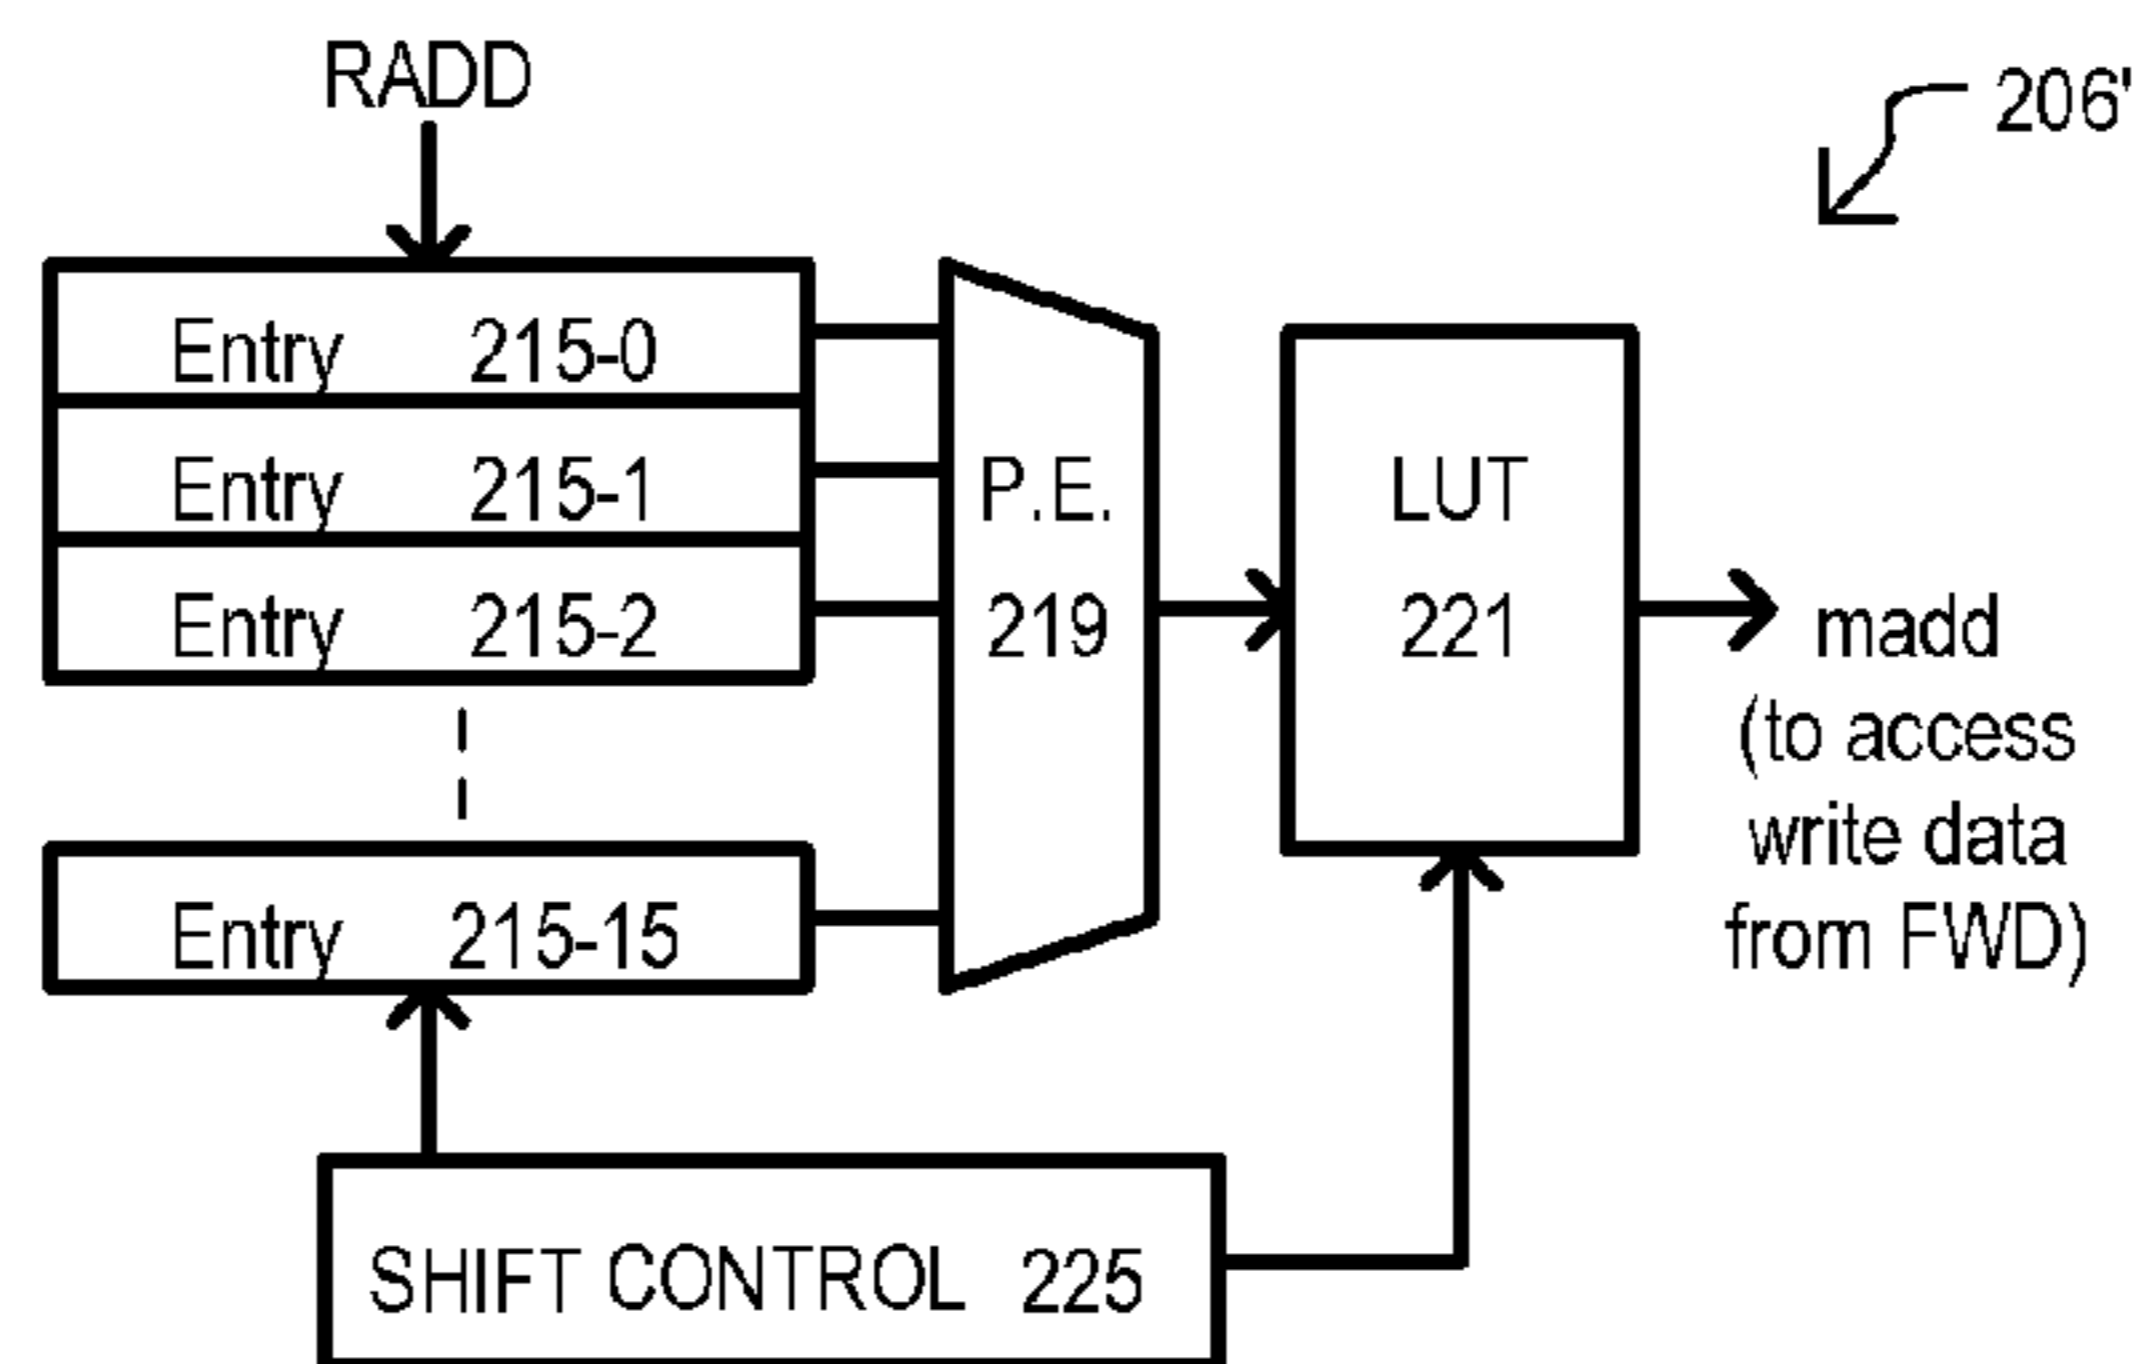 RADD
206'
Entry 215-0
Entry 215-1
Entry 215-2
Entry 215-15
P.E.
219
LUT
221
madd
(to access
write data
from FWD)
SHIFT CONTROL 225